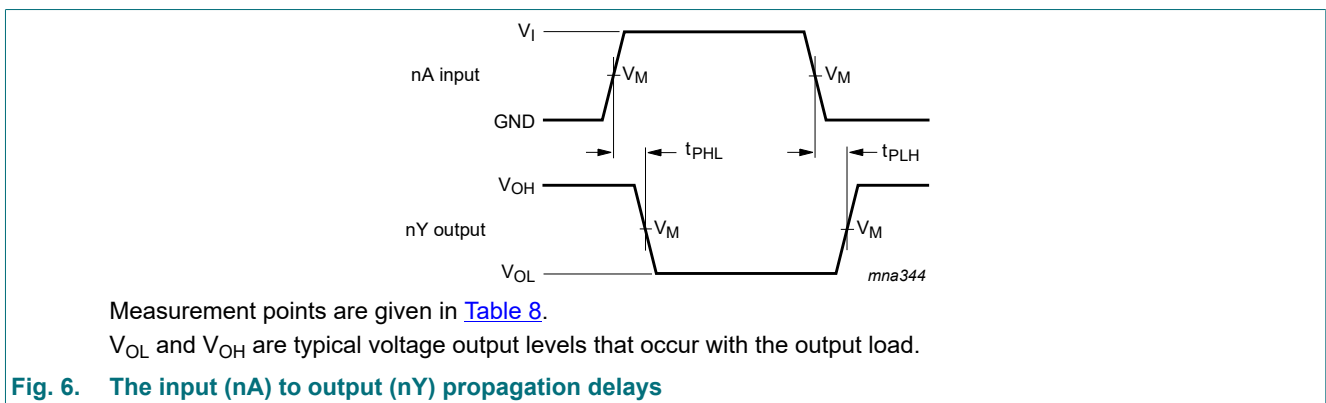 V_I
nA input
V_M
V_M
GND
t_PHL
t_PLH
V_OH
nY output
V_M
V_M
V_OL
mna344
Measurement points are given in Table 8.
V_OL and V_OH are typical voltage output levels that occur with the output load.
Fig. 6. The input (nA) to output (nY) propagation delays